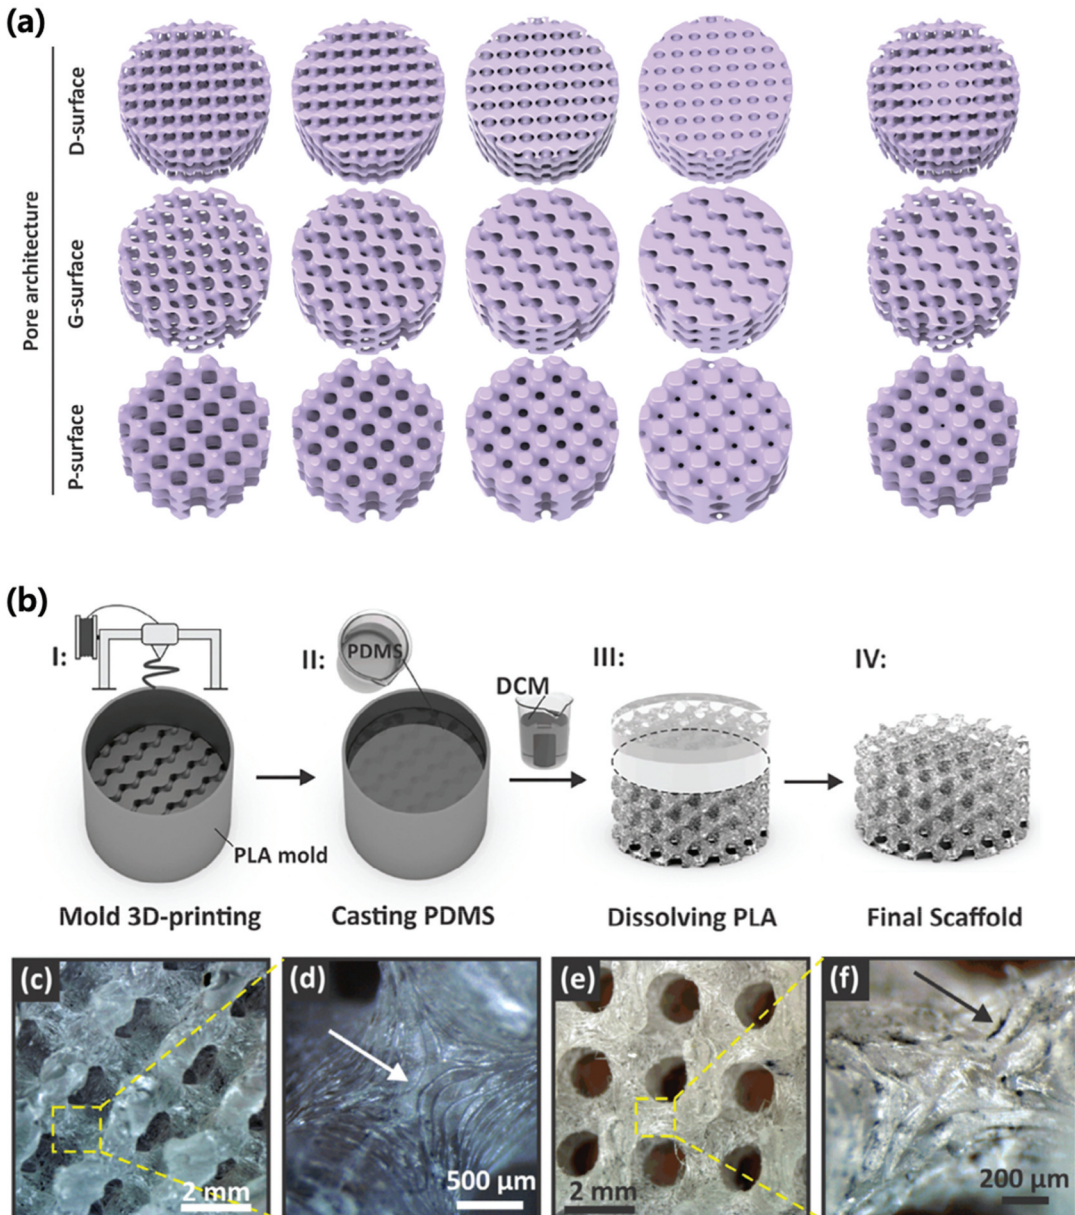 (a)
Pore architecture
D-surface
G-surface
P-surface
(b)
I:
II:
PDMS
DCM
III:
IV:
PLA mold
Mold 3D-printing
Casting PDMS
Dissolving PLA
Final Scaffold
(c)
2 mm
(d)
500 µm
(e)
2 mm
(f)
200 µm